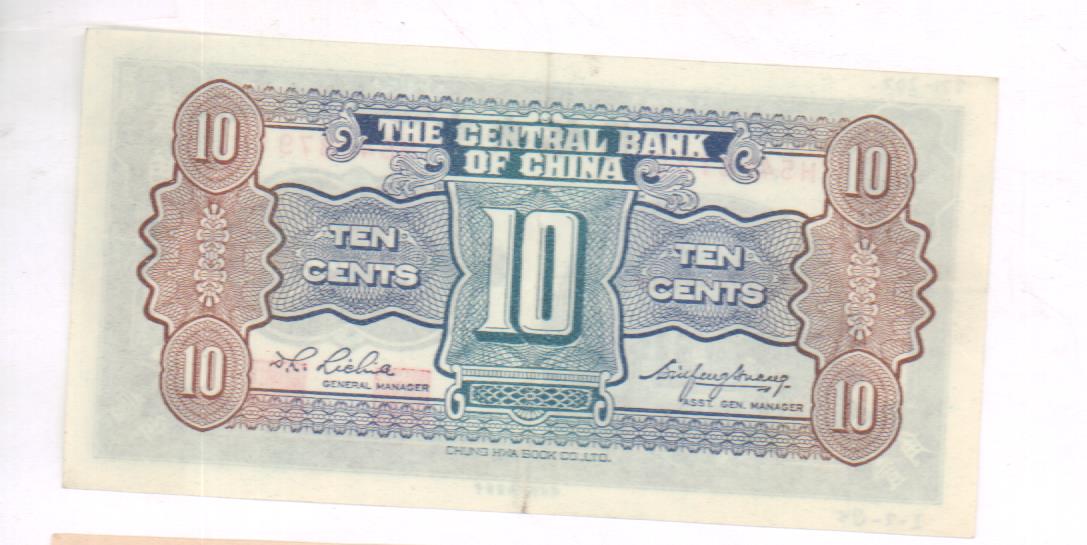 THE CENTRAL BANK
OF CHINA
10
10
TEN
CENTS
10
TEN
CENTS
10
10
GENERAL MANAGER
ASST. GEN. MANAGER
CHUNG HWA BOOK CO., LTD.